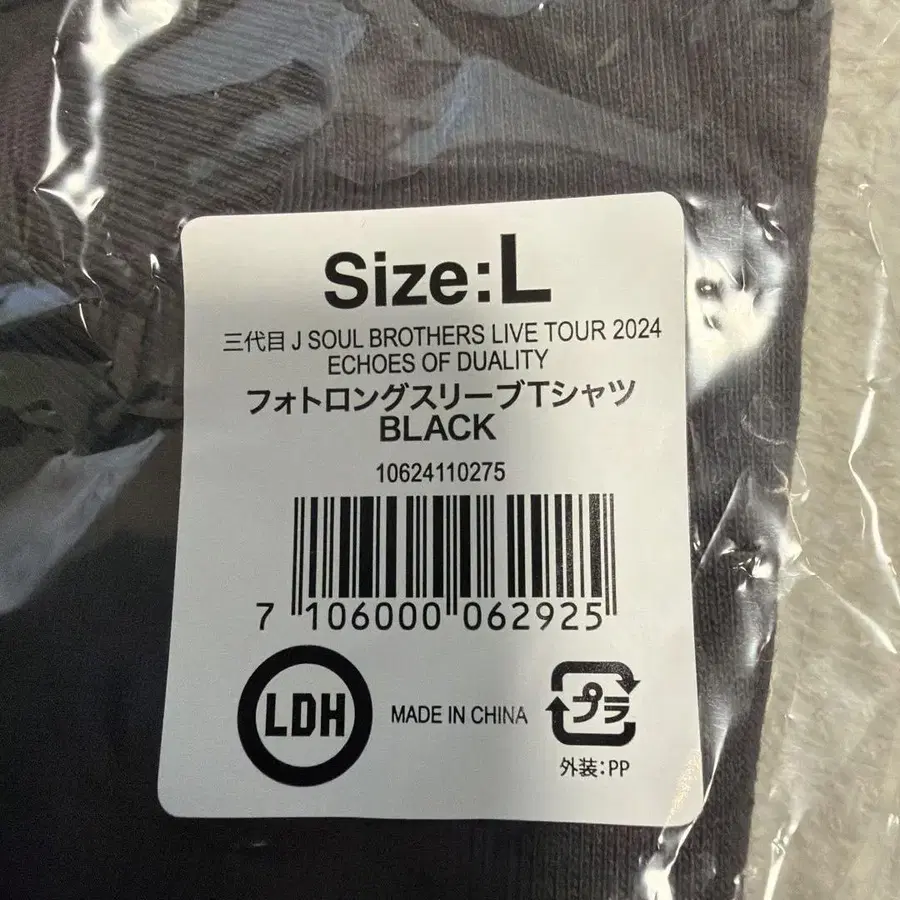 Size:L
三代目 J SOUL BROTHERS LIVE TOUR 2024
ECHOES OF DUALITY
フォトロングスリーブTシャツ
BLACK
10624110275
7 106000 062925
LDH
MADE IN CHINA
プラ
外装:PP